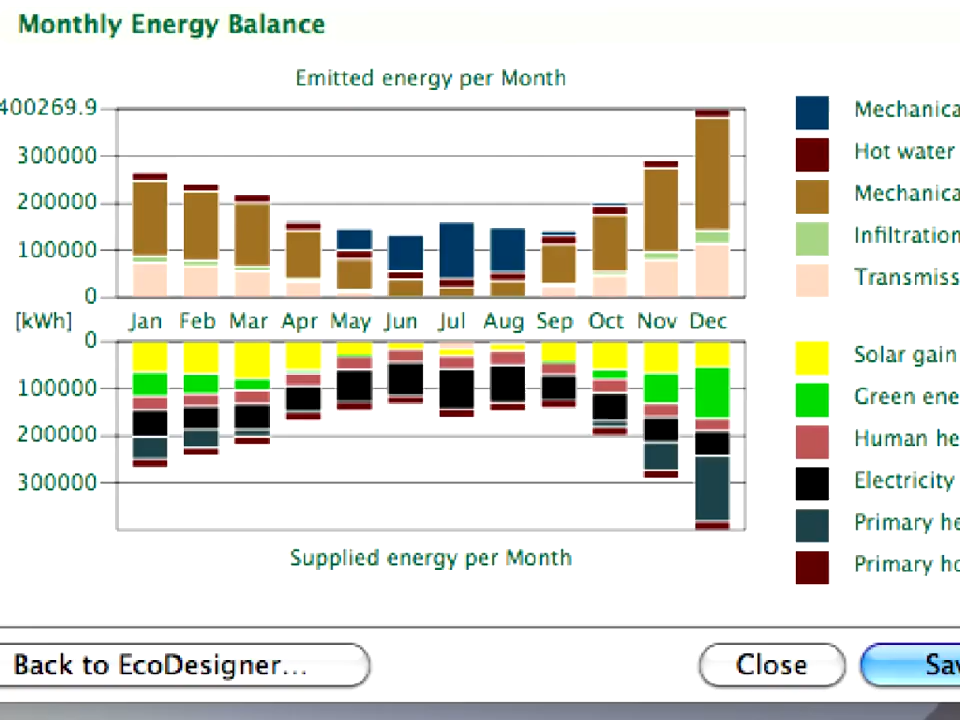 Monthly Energy Balance
Emitted energy per Month
400269.9
300000
200000
100000
0
[kWh] Jan Feb Mar Apr May Jun Jul Aug Sep Oct Nov Dec
0
100000
200000
300000
Supplied energy per Month
Mechanica
Hot water
Mechanica
Infiltration
Transmiss
Solar gain
Green ene
Human he
Electricity
Primary he
Primary ho
Back to EcoDesigner...
Close
Sav